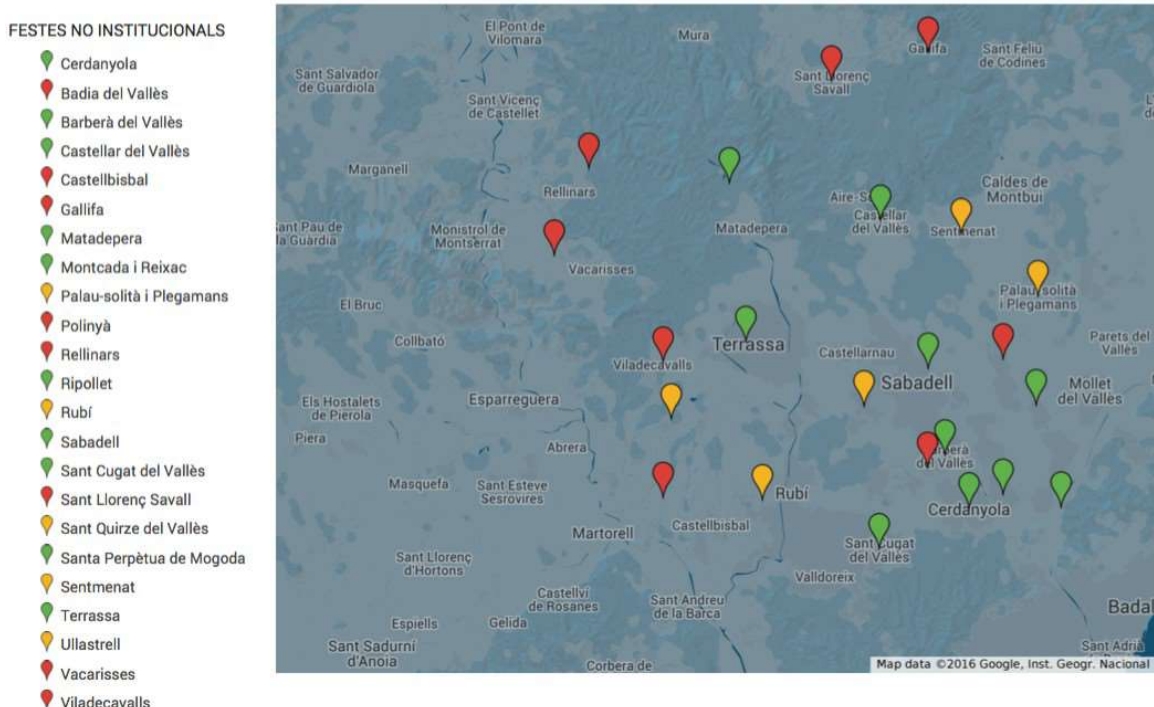 FESTES NO INSTITUCIONALS
Cerdanyola
Badia del Vallès
Barberà del Vallès
Castellar del Vallès
Castellbisbal
Gallifa
Matadepera
Montcada i Reixac
Palau-solità i Plegamans
Polinyà
Rellinars
Ripollet
Rubí
Sabadell
Sant Cugat del Vallès
Sant Llorenç Savall
Sant Quirze del Vallès
Santa Perpètua de Mogoda
Sentmenat
Terrassa
Ullastrell
Vacarisses
Viladecavalls
El Pont de
Vilomara
Mura
Gallifa
Sant Feliu
de Codines
Sant Salvador
de Guardiola
Sant Llorenç
Savall
Sant Vicenç
de Castellet
Marganell
Rellinars
Caldes de
Montbui
Castellar
del Vallès
Sentmenat
Sant Pau de
la Guàrdia
Monistrol de
Montserrat
Matadepera
Vacarisses
Palau-solità
i Plegamans
El Bruc
Collbató
Terrassa
Castellarnau
Parets del
Vallès
Viladecavalls
Sabadell
Mollet
del Vallès
Els Hostalets
de Pierola
Esparreguera
Piera
Abrera
del Vallès
Masquefa
Sant Esteve
Sesrovires
Rubí
Cerdanyola
Castellbisbal
Martorell
Sant Cugat
del Vallès
Sant Llorenç
d'Hortons
Valldoreix
Castellví
de Rosanes
Sant Andreu
de la Barca
Badal
Espiells
Gelida
Sant Sadurní
d'Anoia
Sant Adrià
Corbera de
Map data ©2016 Google, Inst. Geogr. Nacional